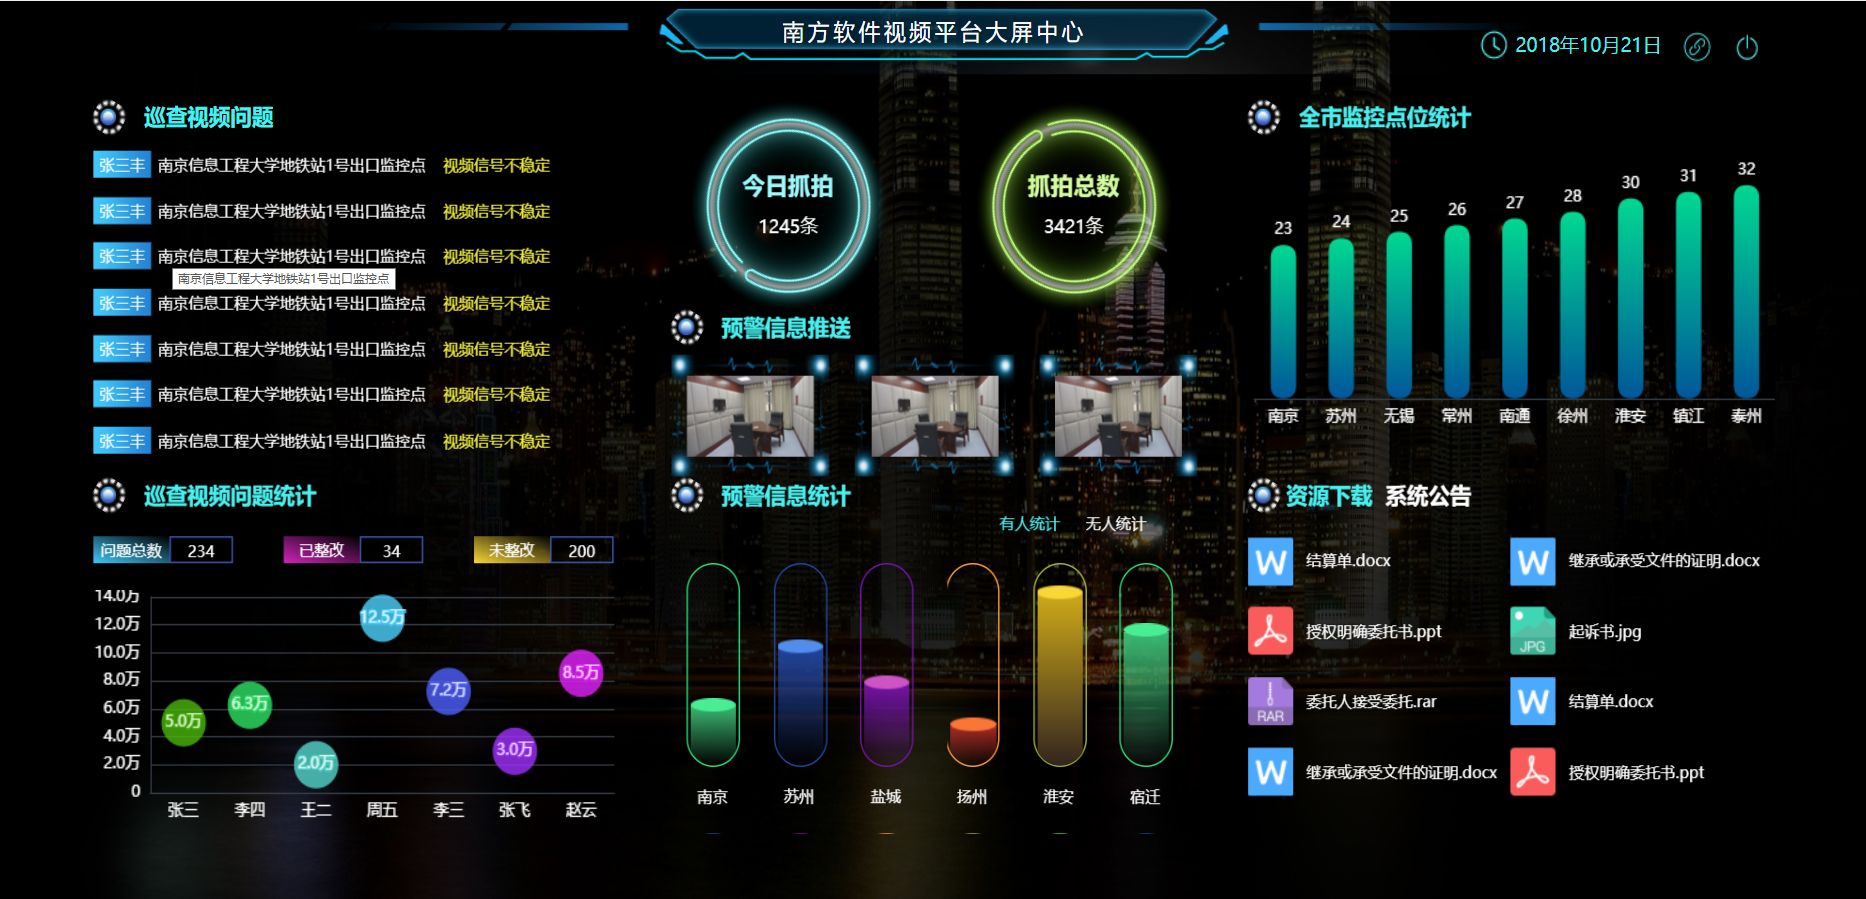 南方软件视频平台大屏中心
2018年10月21日
巡查视频问题
张三丰 南京信息工程大学地铁站1号出口监控点 视频信号不稳定
张三丰 南京信息工程大学地铁站1号出口监控点 视频信号不稳定
张三丰 南京信息工程大学地铁站1号出口监控点 视频信号不稳定
南京信息工程大学地铁站1号出口监控点
张三丰 南京信息工程大学地铁站1号出口监控点 视频信号不稳定
张三丰 南京信息工程大学地铁站1号出口监控点 视频信号不稳定
张三丰 南京信息工程大学地铁站1号出口监控点 视频信号不稳定
张三丰 南京信息工程大学地铁站1号出口监控点 视频信号不稳定
巡查视频问题统计
问题总数 234 已整改 34 未整改 200
14.0万
12.0万
10.0万
8.0万
6.0万
4.0万
2.0万
0
5.0万 6.3万 2.0万 12.5万 7.2万 3.0万 8.5万
张三 李四 王二 周五 李三 张飞 赵云
今日抓拍
1245条
抓拍总数
3421条
预警信息推送
预警信息统计
有人统计 无人统计
南京 苏州 盐城 扬州 淮安 宿迁
全市监控点位统计
23 24 25 26 27 28 30 31 32
南京 苏州 无锡 常州 南通 徐州 淮安 镇江 泰州
资源下载 系统公告
W 结算单.docx W 继承或承受文件的证明.docx
授权明确委托书.ppt JPG 起诉书.jpg
RAR 委托人接受委托.rar W 结算单.docx
W 继承或承受文件的证明.docx 授权明确委托书.ppt